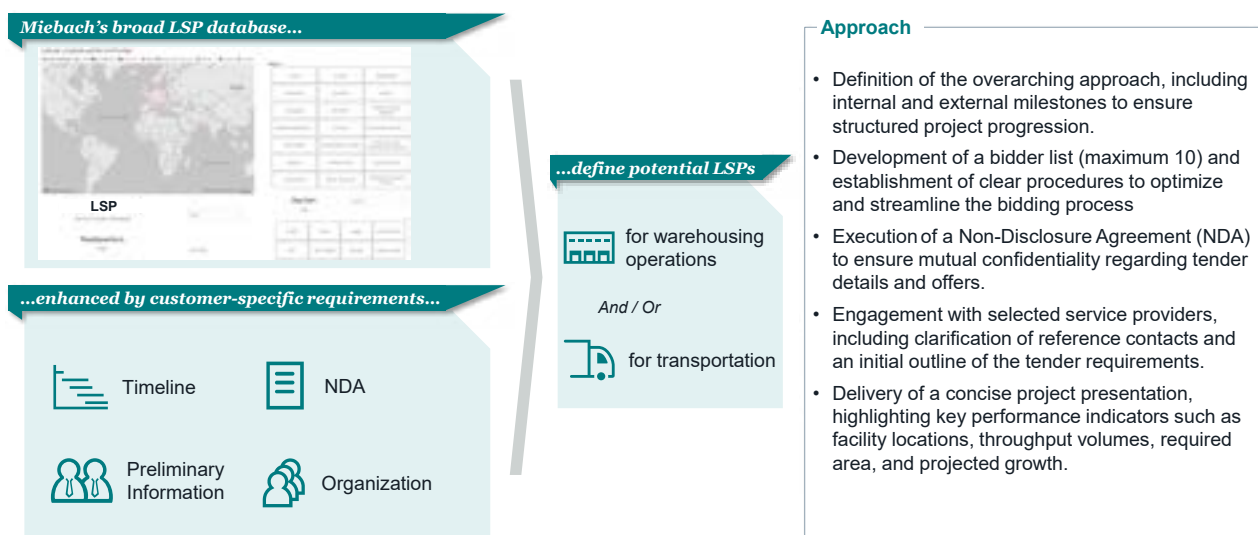 Miebach's broad LSP database...
LSP
...enhanced by customer-specific requirements...
Timeline
NDA
Preliminary
Information
Organization
...define potential LSPs
for warehousing
operations
And / Or
for transportation
Approach
• Definition of the overarching approach, including
internal and external milestones to ensure
structured project progression.
• Development of a bidder list (maximum 10) and
establishment of clear procedures to optimize
and streamline the bidding process
• Execution of a Non-Disclosure Agreement (NDA)
to ensure mutual confidentiality regarding tender
details and offers.
• Engagement with selected service providers,
including clarification of reference contacts and
an initial outline of the tender requirements.
• Delivery of a concise project presentation,
highlighting key performance indicators such as
facility locations, throughput volumes, required
area, and projected growth.